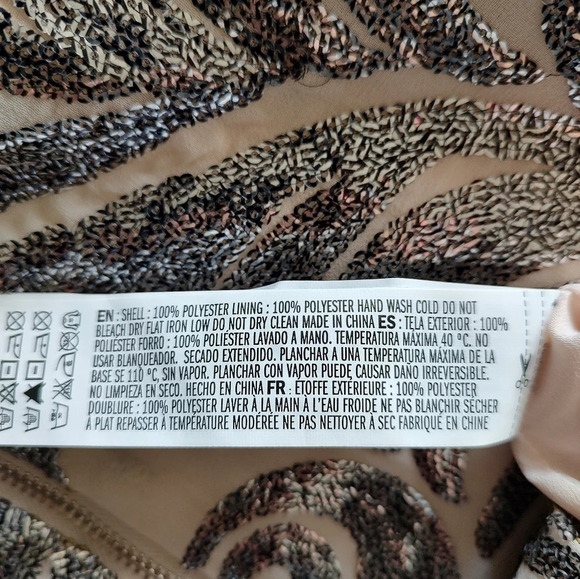 EN : SHELL : 100% POLYESTER LINING : 100% POLYESTER HAND WASH COLD DO NOT
BLEACH DRY FLAT IRON LOW DO NOT DRY CLEAN MADE IN CHINA ES : TELA EXTERIOR : 100%
POLIÉSTER FORRO : 100% POLIÉSTER LAVADO A MANO. TEMPERATURA MÁXIMA 40 °C. NO
USAR BLANQUEADOR. SECADO EXTENDIDO. PLANCHAR A UNA TEMPERATURA MÁXIMA DE LA
BASE SE 110 °C, SIN VAPOR. PLANCHAR CON VAPOR PUEDE CAUSAR DAÑO IRREVERSIBLE.
NO LIMPIEZA EN SECO. HECHO EN CHINA FR : ETOFFE EXTÉRIEURE : 100% POLYESTER
DOUBLURE : 100% POLYESTER LAVER À LA MAIN À L'EAU FROIDE NE PAS BLANCHIR SÉCHER
À PLAT REPASSER À TEMPÉRATURE MODÉRÉE NE PAS NETTOYER À SEC FABRIQUÉ EN CHINE